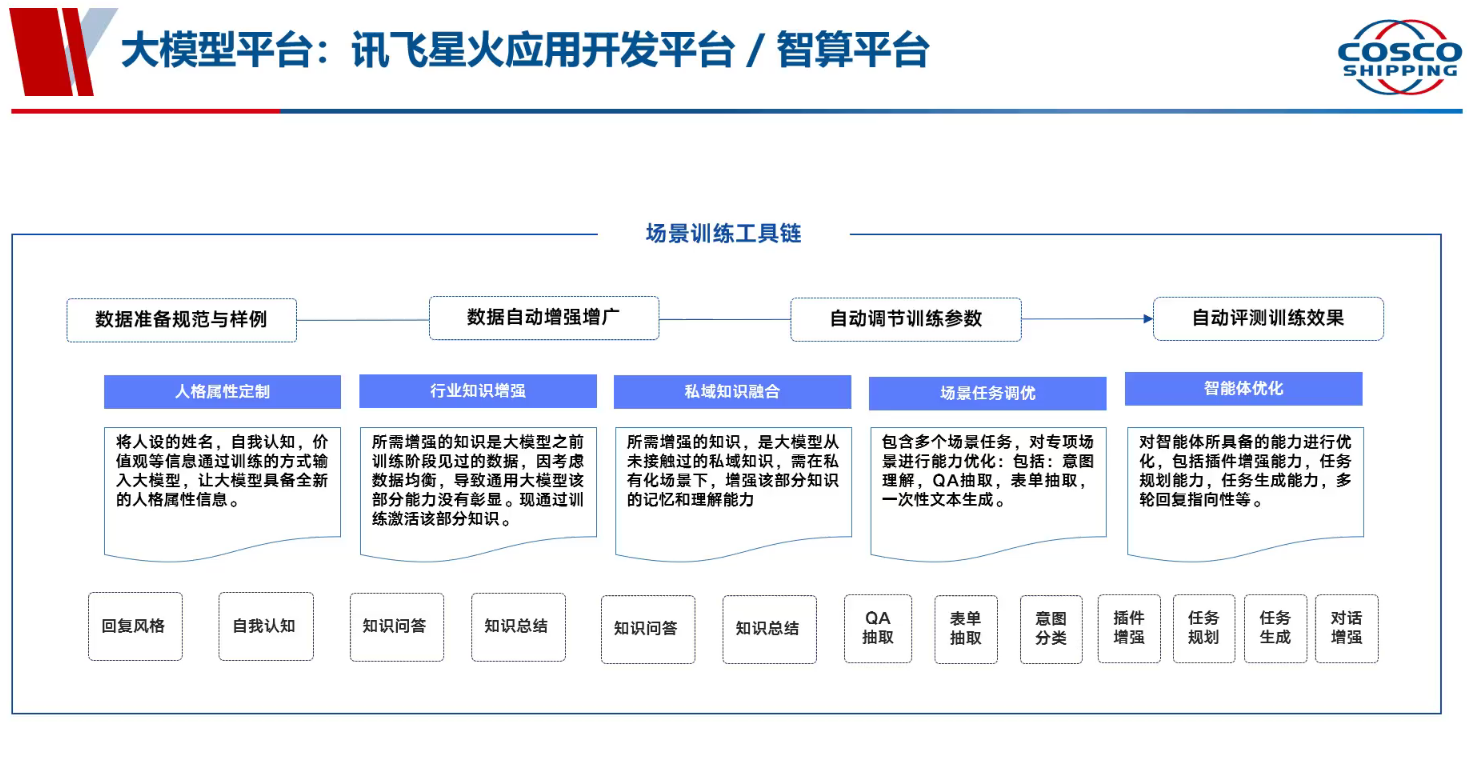 大模型平台：讯飞星火应用开发平台 / 智算平台
COSCO
SHIPPING
场景训练工具链
数据准备规范与样例
数据自动增强增广
自动调节训练参数
自动评测训练效果
人格属性定制
行业知识增强
私域知识融合
场景任务调优
智能体优化
将人设的姓名，自我认知，价
值观等信息通过训练的方式输
入大模型，让大模型具备全新
的人格属性信息。
所需增强的知识是大模型之前
训练阶段见过的数据，因考虑
数据均衡，导致通用大模型该
部分能力没有彰显。现通过训
练激活该部分知识。
所需增强的知识，是大模型从
未接触过的私域知识，需在私
有化场景下，增强该部分知识
的记忆和理解能力
包含多个场景任务，对专项场
景进行能力优化：包括：意图
理解，QA抽取，表单抽取，
一次性文本生成。
对智能体所具备的能力进行优
化，包括插件增强能力，任务
规划能力，任务生成能力，多
轮回复指向性等。
回复风格
自我认知
知识问答
知识总结
知识问答
知识总结
QA
抽取
表单
抽取
意图
分类
插件
增强
任务
规划
任务
生成
对话
增强